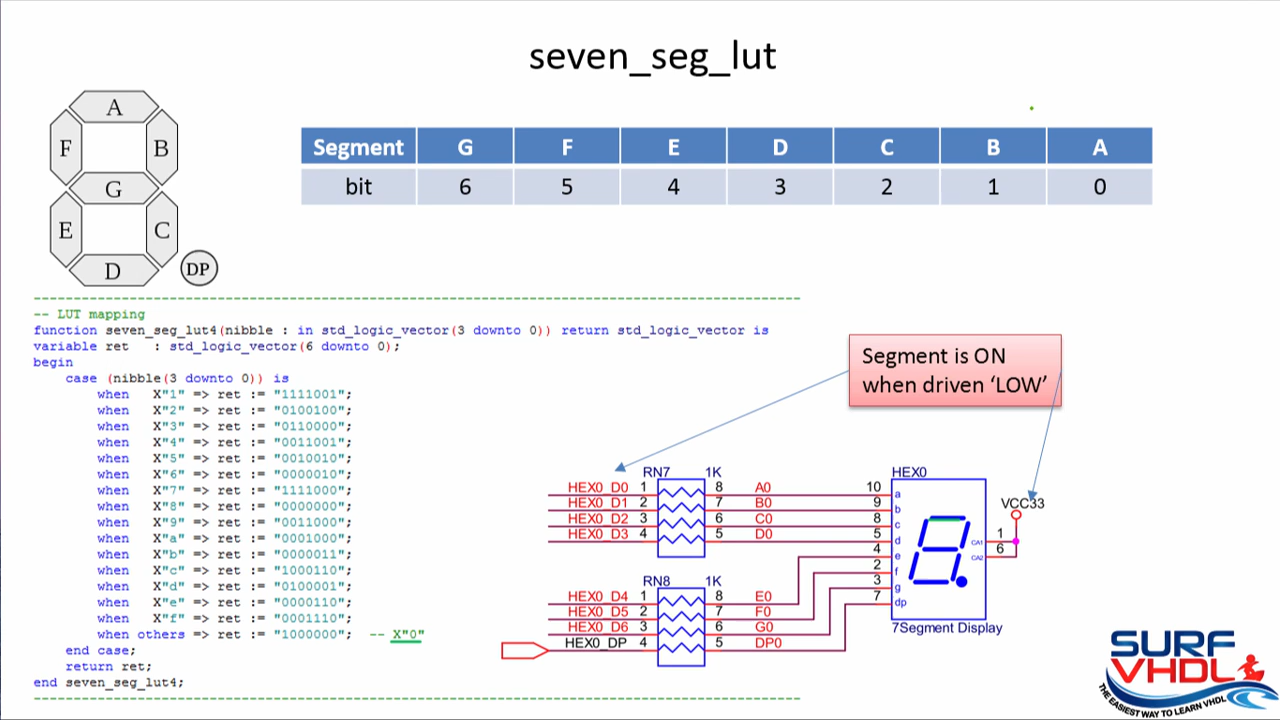 seven_seg_lut
A
F
B
G
E
C
D
DP
Segment G F E D C B A
bit 6 5 4 3 2 1 0
--------------------------------------------------------------------------------
-- LUT mapping
function seven_seg_lut4(nibble : in std_logic_vector(3 downto 0)) return std_logic_vector is
variable ret : std_logic_vector(6 downto 0);
begin
case (nibble(3 downto 0)) is
when X"1" => ret := "1111001";
when X"2" => ret := "0100100";
when X"3" => ret := "0110000";
when X"4" => ret := "0011001";
when X"5" => ret := "0010010";
when X"6" => ret := "0000010";
when X"7" => ret := "1111000";
when X"8" => ret := "0000000";
when X"9" => ret := "0011000";
when X"a" => ret := "0001000";
when X"b" => ret := "0000011";
when X"c" => ret := "1000110";
when X"d" => ret := "0100001";
when X"e" => ret := "0000110";
when X"f" => ret := "0001110";
when others => ret := "1000000"; -- X"0"
end case;
return ret;
end seven_seg_lut4;
--------------------------------------------------------------------------------
Segment is ON
when driven ‘LOW’
RN7 1K HEX0
HEX0_D0 1 8 A0 10 a
HEX0_D1 2 7 B0 9 b
HEX0_D2 3 6 C0 8 c
HEX0_D3 4 5 D0 5 d
4 e
2 f
3 g
7 dp
VCC33
CA1 1
CA2 6
RN8 1K
HEX0_D4 1 8 E0
HEX0_D5 2 7 F0
HEX0_D6 3 6 G0
HEX0_DP 4 5 DP0
7Segment Display
SURF
VHDL
THE EASIEST WAY TO LEARN VHDL